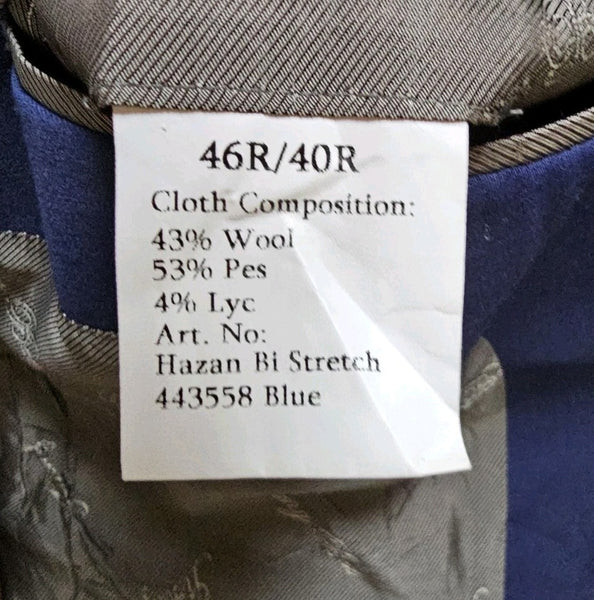 46R/40R
Cloth Composition:
43% Wool
53% Pes
4% Lyc
Art. No:
Hazan Bi Stretch
443558 Blue